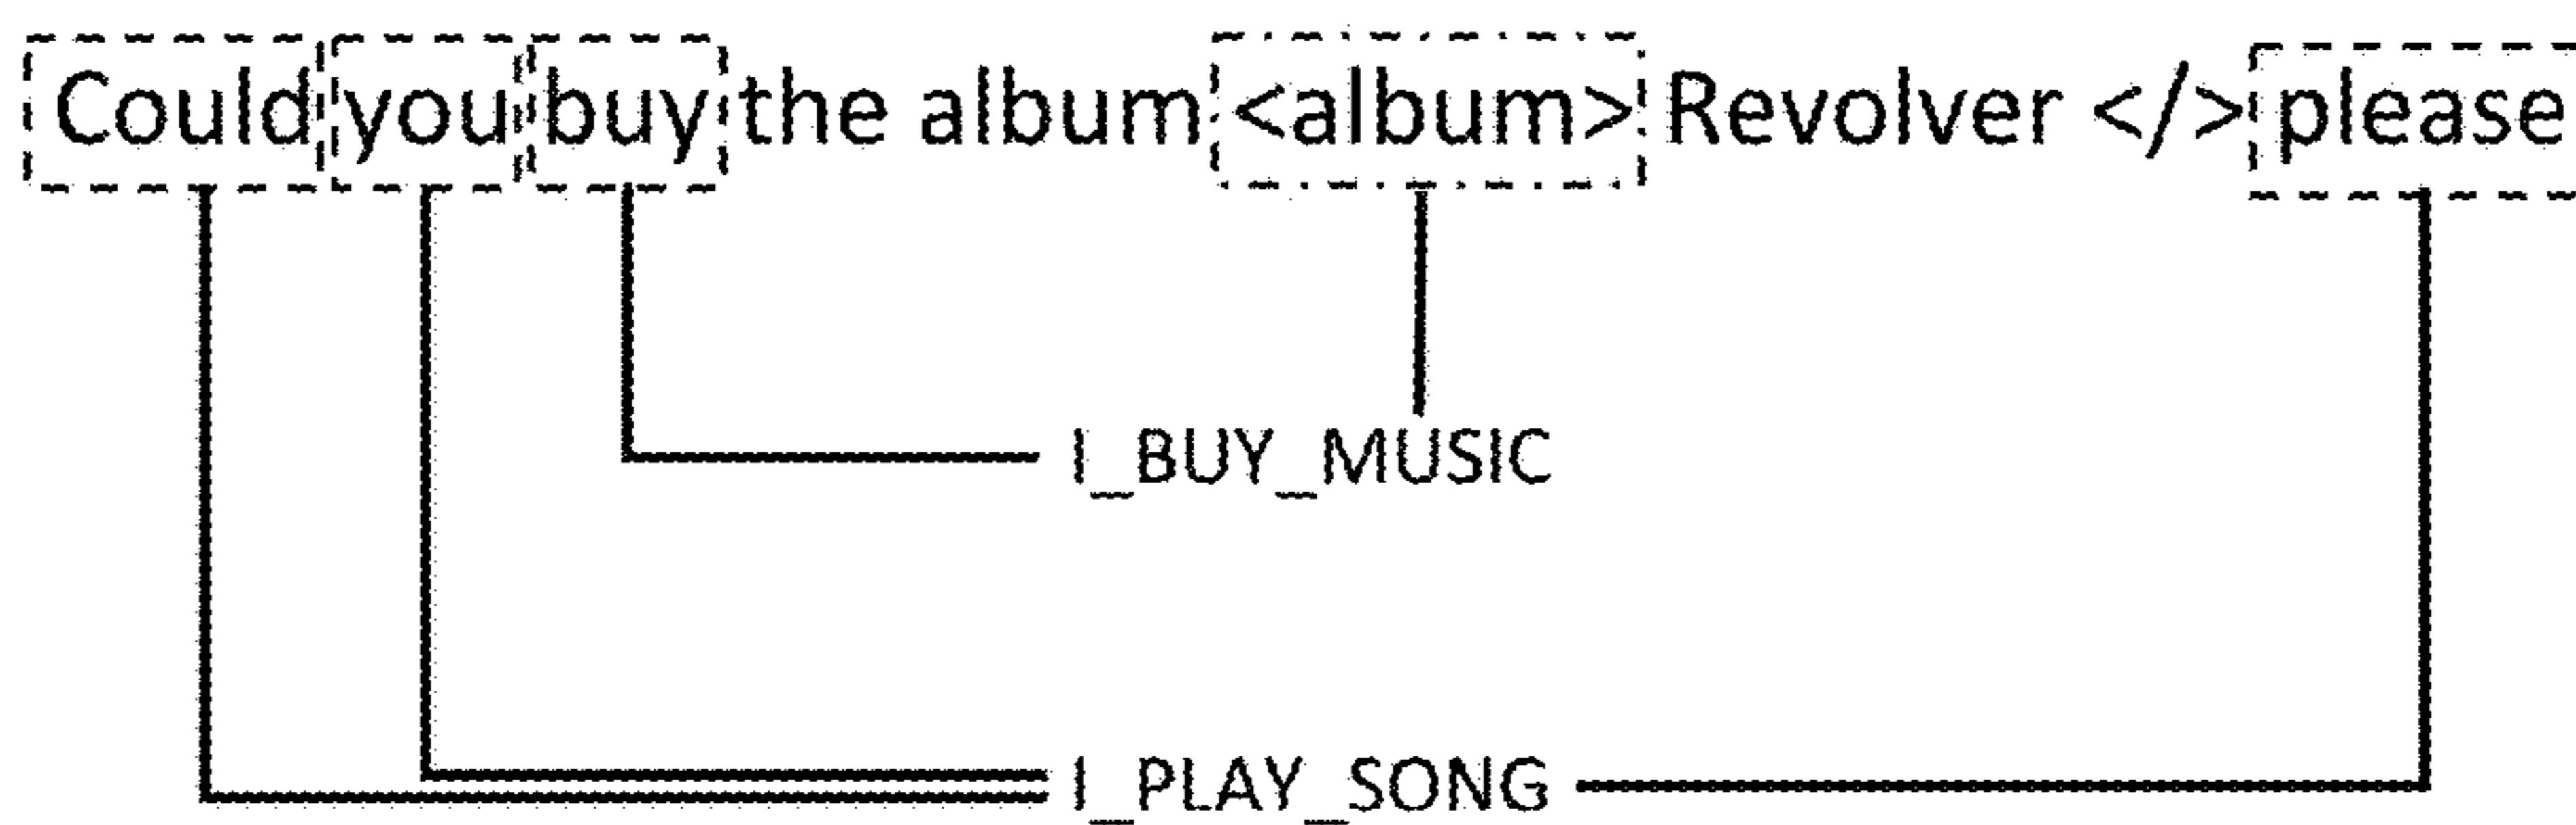 Could you buy the album <album> Revolver </> please
I_BUY_MUSIC
I_PLAY_SONG